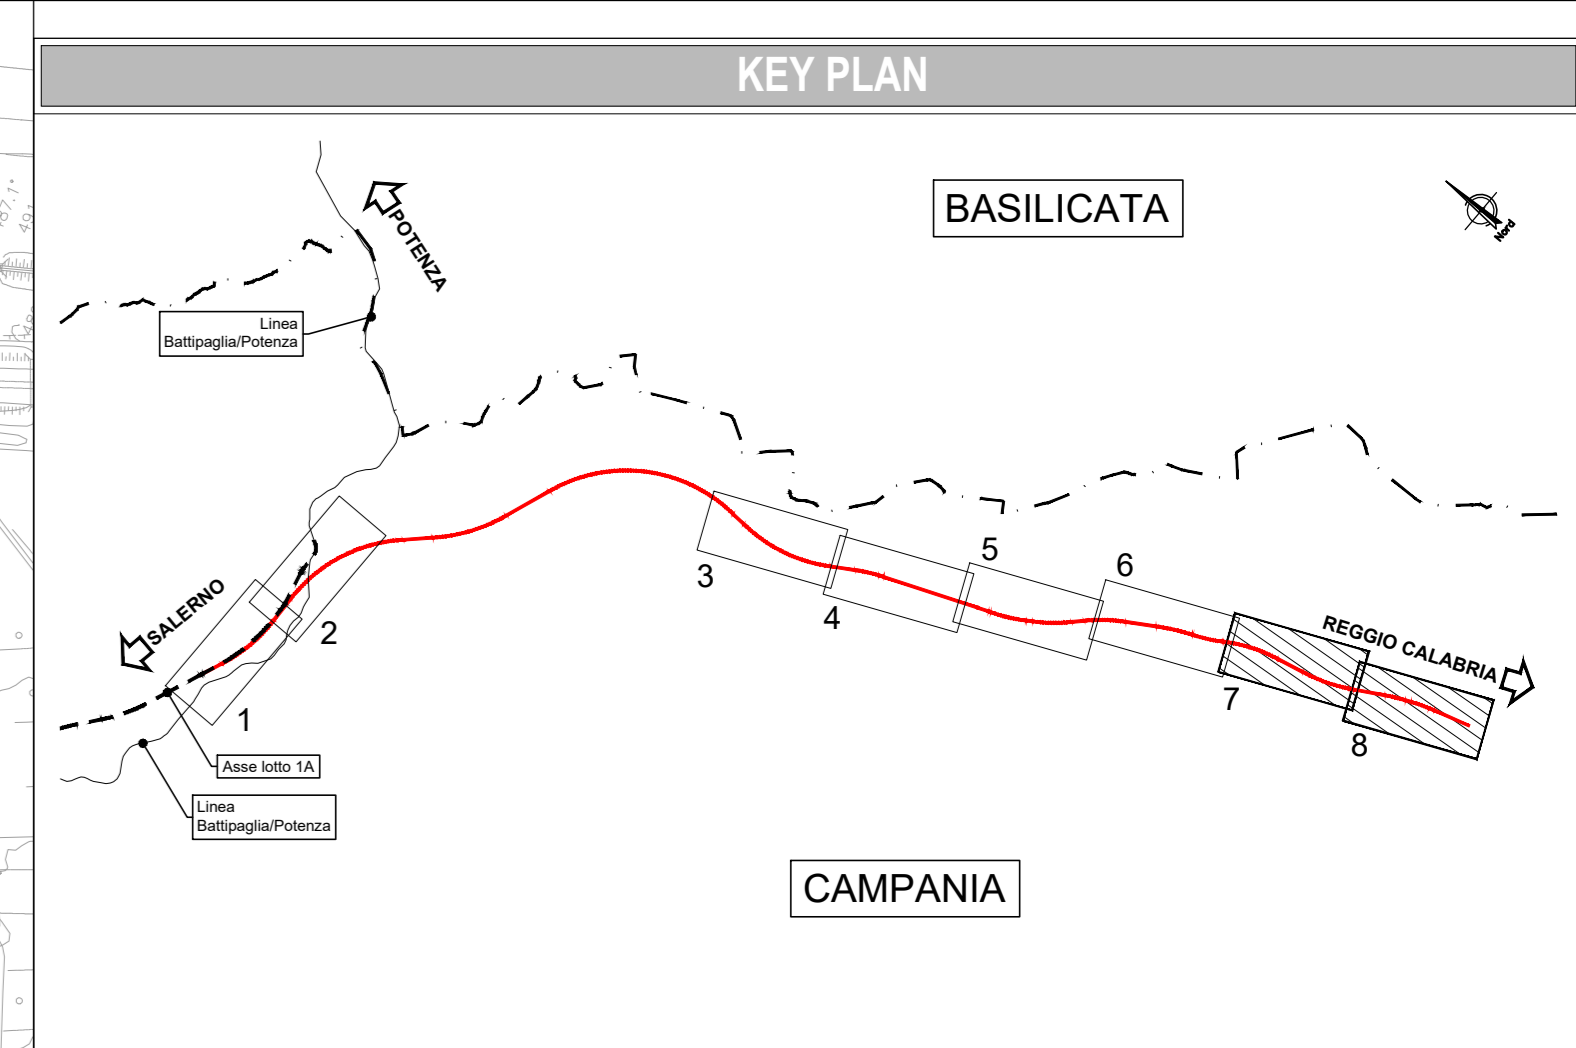 KEY PLAN
BASILICATA
Nord
POTENZA
Linea
Battipaglia/Potenza
SALERNO
1
2
3
4
5
6
7
8
REGGIO CALABRIA
Asse lotto 1A
Linea
Battipaglia/Potenza
CAMPANIA